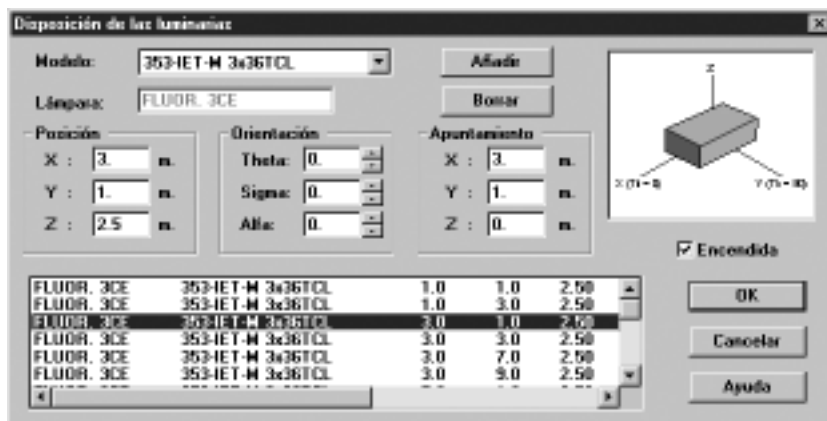 Disposición de las luminarias
Modelo: 353-IET-M 3x36TCL
Añadir
Lámpara: FLUOR. 3CE
Borrar
Posición
X : 3. m.
Y : 1. m.
Z : 2.5 m.
Orientación
Theta: 0.
Sigma: 0.
Alfa: 0.
Apuntamiento
X : 3. m.
Y : 1. m.
Z : 0. m.
Z
X
Y
Encendida
FLUOR. 3CE 353-IET-M 3x36TCL 1.0 1.0 2.50
FLUOR. 3CE 353-IET-M 3x36TCL 1.0 3.0 2.50
FLUOR. 3CE 353-IET-M 3x36TCL 3.0 1.0 2.50
FLUOR. 3CE 353-IET-M 3x36TCL 3.0 3.0 2.50
FLUOR. 3CE 353-IET-M 3x36TCL 3.0 7.0 2.50
FLUOR. 3CE 353-IET-M 3x36TCL 3.0 9.0 2.50
OK
Cancelar
Ayuda